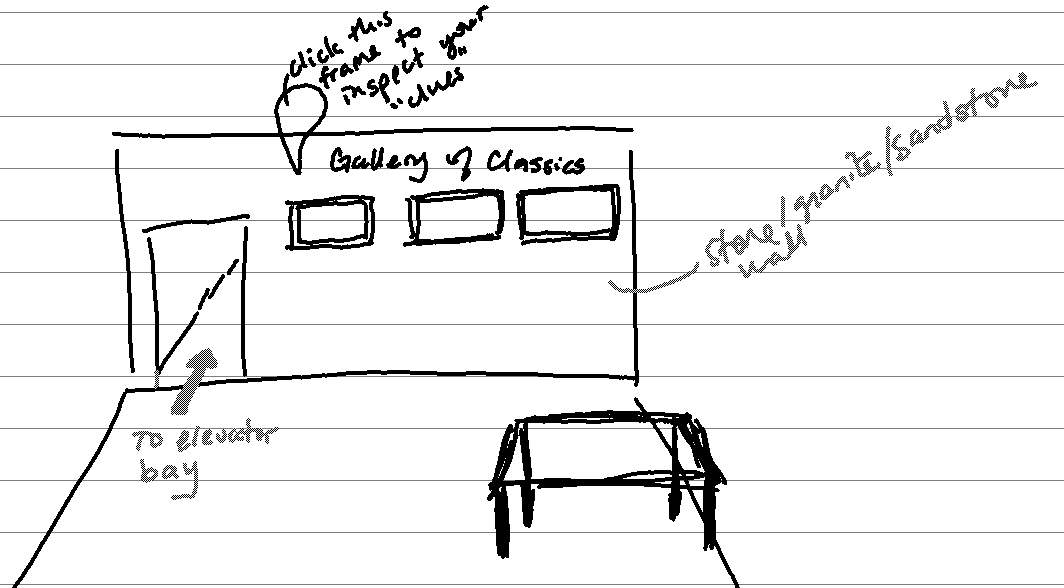 click this
frame to
inspect your
"clues"
Gallery of Classics
stone/granite/sandstone
wall
To elevator
bay